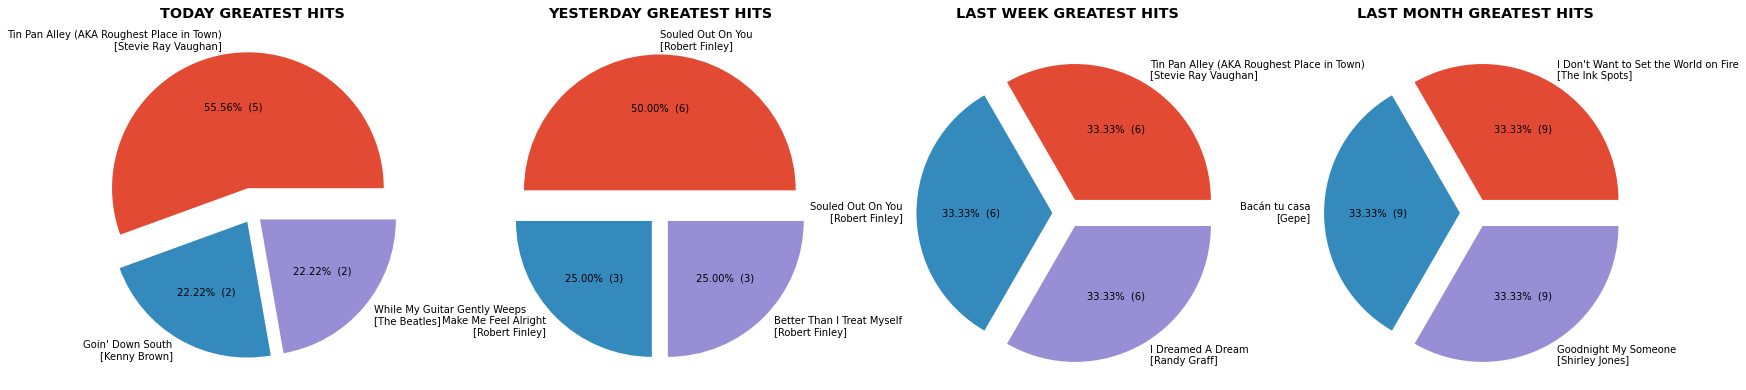 TODAY GREATEST HITS
Tin Pan Alley (AKA Roughest Place in Town)
[Stevie Ray Vaughan]
55.56%  (5)
22.22%  (2)
Goin' Down South
[Kenny Brown]
22.22%  (2)
While My Guitar Gently Weeps
[The Beatles]
YESTERDAY GREATEST HITS
Souled Out On You
[Robert Finley]
50.00%  (6)
25.00%  (3)
Make Me Feel Alright
[Robert Finley]
25.00%  (3)
Better Than I Treat Myself
[Robert Finley]
LAST WEEK GREATEST HITS
Tin Pan Alley (AKA Roughest Place in Town)
[Stevie Ray Vaughan]
33.33%  (6)
Souled Out On You
[Robert Finley]
33.33%  (6)
33.33%  (6)
I Dreamed A Dream
[Randy Graff]
LAST MONTH GREATEST HITS
I Don't Want to Set the World on Fire
[The Ink Spots]
33.33%  (9)
Bacán tu casa
[Gepe]
33.33%  (9)
33.33%  (9)
Goodnight My Someone
[Shirley Jones]